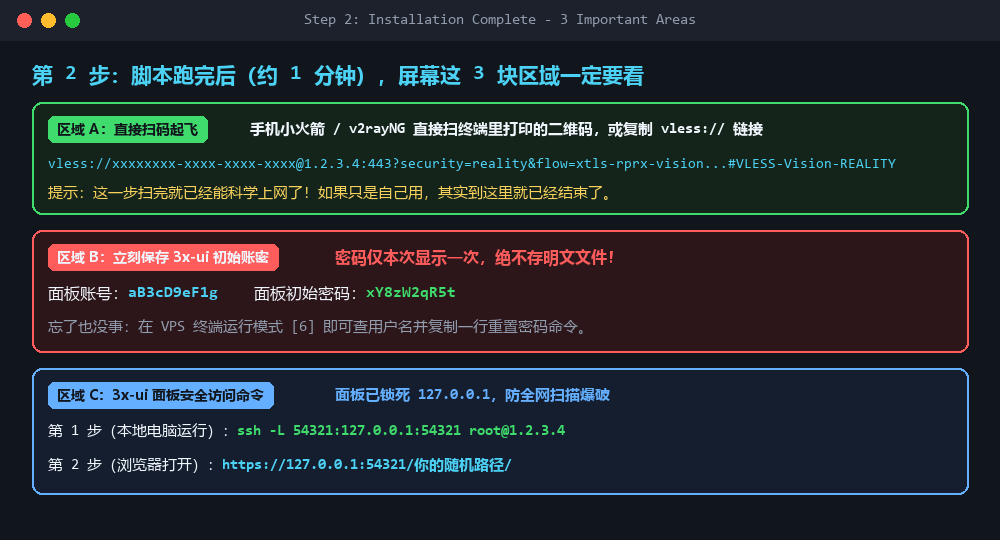 Step 2: Installation Complete - 3 Important Areas
第 2 步: 脚本跑完后 (约 1 分钟) , 屏幕这 3 块区域一定要看
区域 A: 直接扫码起飞 手机小火箭 / v2rayNG 直接扫终端里打印的二维码, 或复制 vless:// 链接
vless://xxxxxxxx-xxxx-xxxx-xxxx@1.2.3.4:443?security=reality&flow=xtls-rprx-vision...#VLESS-Vision-REALITY
提示: 这一步扫完就已经能科学上网了! 如果只是自己用, 其实到这里就已经结束了。
区域 B: 立刻保存 3x-ui 初始账密 密码仅本次显示一次, 绝不存明文文件!
面板账号: aB3cD9eF1g 面板初始密码: xY8zW2qR5t
忘了也没事: 在 VPS 终端运行模式 [6] 即可查用户名并复制一行重置密码命令。
区域 C: 3x-ui 面板安全访问命令 面板已锁死 127.0.0.1, 防全网扫描爆破
第 1 步 (本地电脑运行) : ssh -L 54321:127.0.0.1:54321 root@1.2.3.4
第 2 步 (浏览器打开) : https://127.0.0.1:54321/你的随机路径/